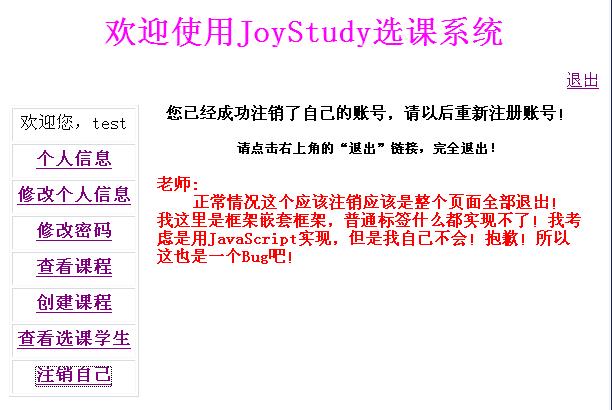 欢迎使用JoyStudy选课系统
退出
欢迎您，test
个人信息
修改个人信息
修改密码
查看课程
创建课程
查看选课学生
注销自己
您已经成功注销了自己的账号，请以后重新注册账号！
请点击右上角的“退出”链接，完全退出！
老师：
正常情况这个应该注销应该是整个页面全部退出！
我这里是框架嵌套框架，普通标签什么都实现不了！我考
虑是用JavaScript实现，但是我自己不会！抱歉！所以
这也是一个Bug吧！